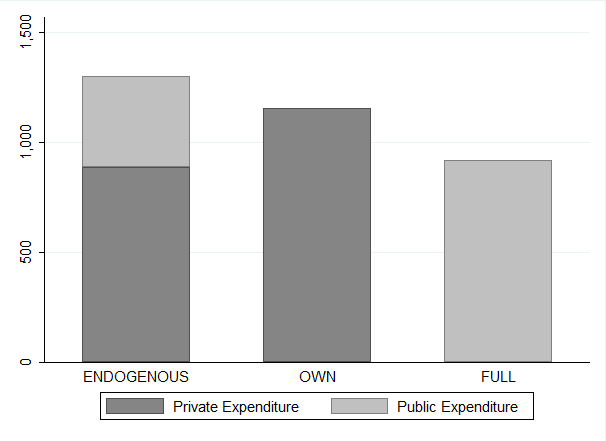 1,500
1,000
500
0
ENDOGENOUS OWN FULL
Private Expenditure Public Expenditure